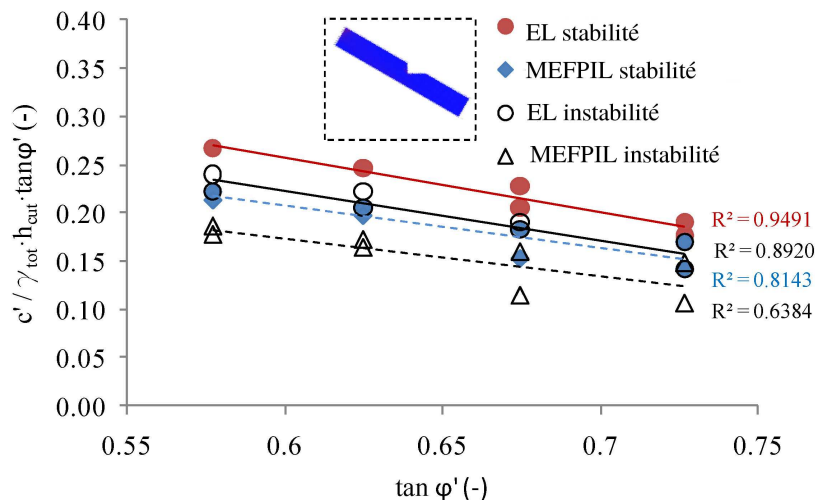 0.40
0.35
0.30
0.25
0.20
0.15
0.10
0.05
0.00
c' / γtot·hcut·tanφ' (-)
EL stabilité
MEFPIL stabilité
EL instabilité
MEFPIL instabilité
R² = 0.9491
R² = 0.8920
R² = 0.8143
R² = 0.6384
0.55 0.6 0.65 0.7 0.75
tan φ' (-)